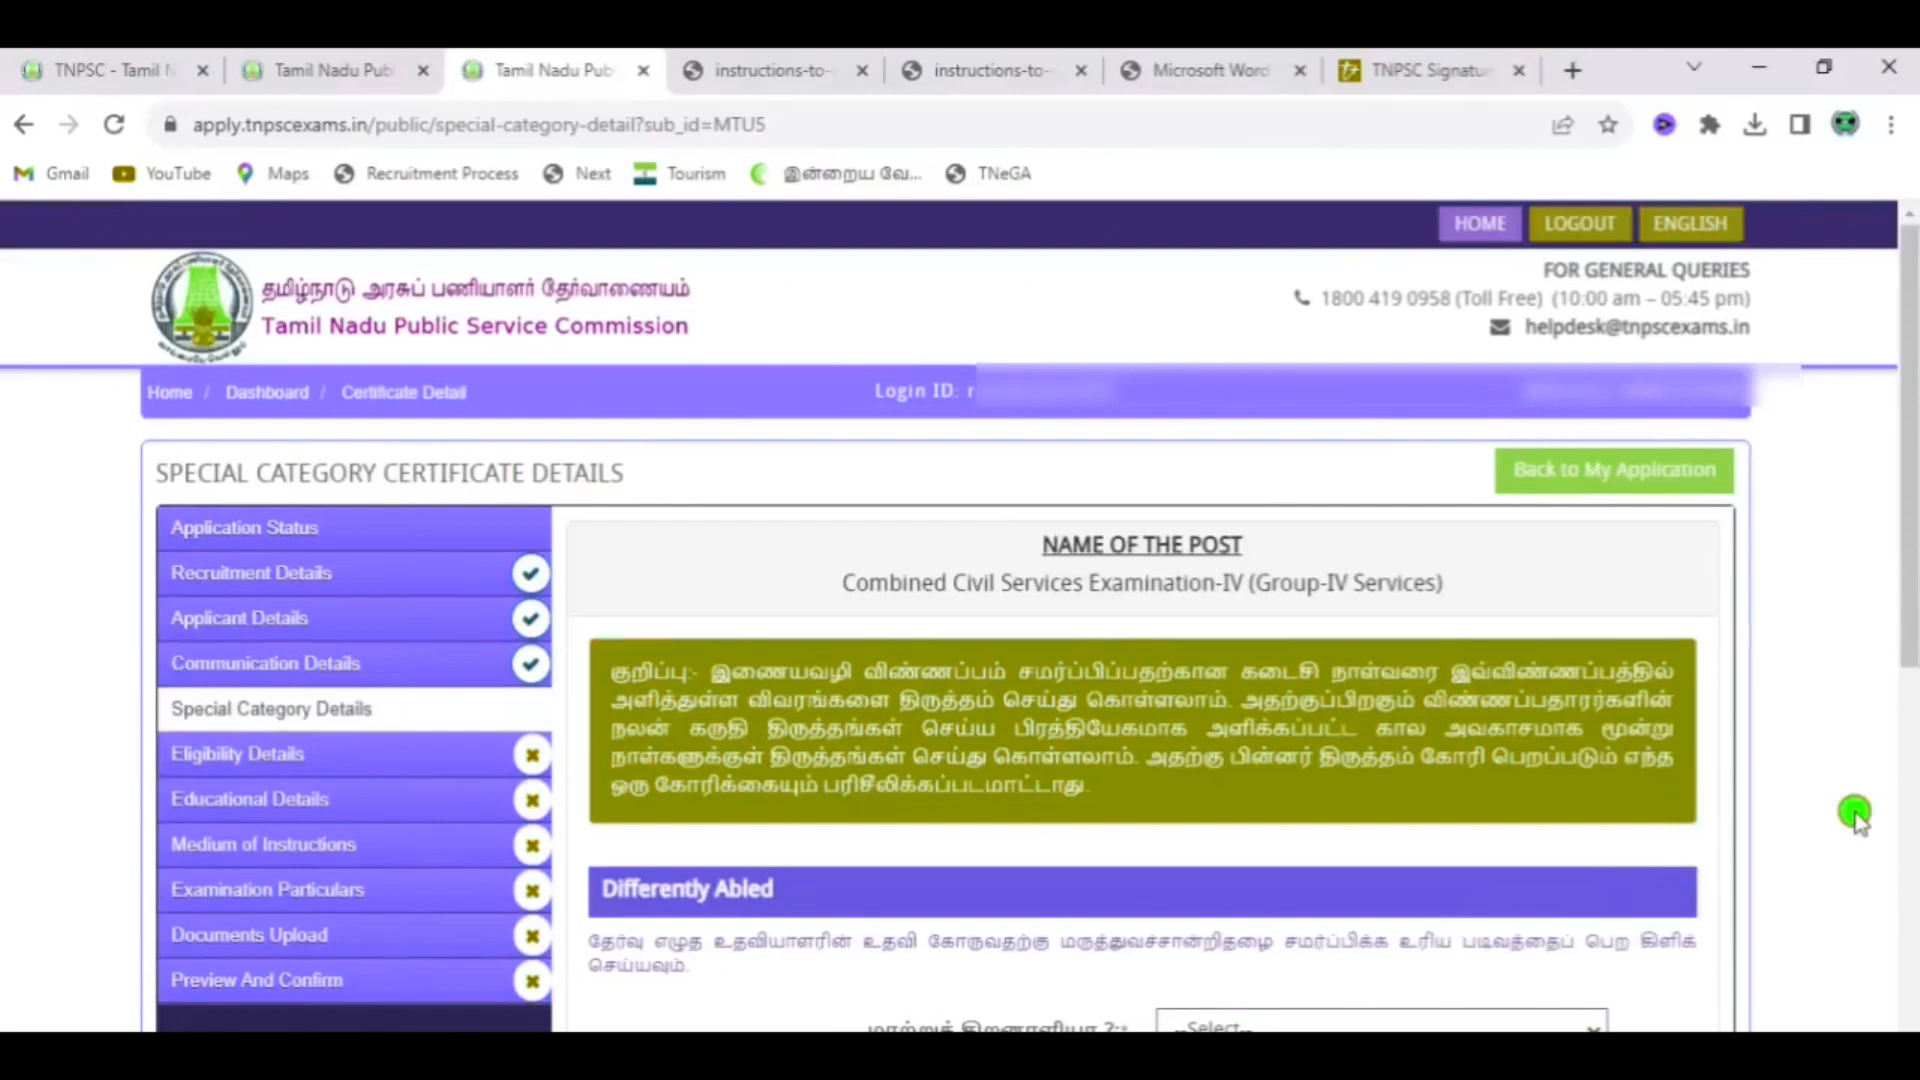 TNPSC - Tamil N
Tamil Nadu Publ
Tamil Nadu Publ
instructions-to-
instructions-to-
Microsoft Word
TNPSC Signatur
apply.tnpscexams.in/public/special-category-detail?sub_id=MTU5
Gmail YouTube Maps Recruitment Process Next Tourism இன்றைய வே... TNeGA
HOME LOGOUT ENGLISH
தமிழ்நாடு அரசுப் பணியாளர் தேர்வாணையம்
Tamil Nadu Public Service Commission
FOR GENERAL QUERIES
1800 419 0958 (Toll Free) (10:00 am – 05:45 pm)
helpdesk@tnpscexams.in
Home / Dashboard / Certificate Detail
Login ID: r
SPECIAL CATEGORY CERTIFICATE DETAILS
Back to My Application
Application Status
Recruitment Details
Applicant Details
Communication Details
Special Category Details
Eligibility Details
Educational Details
Medium of Instructions
Examination Particulars
Documents Upload
Preview And Confirm
NAME OF THE POST
Combined Civil Services Examination-IV (Group-IV Services)
குறிப்பு:- இணையவழி விண்ணப்பம் சமர்ப்பிப்பதற்கான கடைசி நாள்வரை இவ்விண்ணப்பத்தில்
அளித்துள்ள விவரங்களை திருத்தம் செய்து கொள்ளலாம். அதற்குப்பிறகும் விண்ணப்பதாரர்களின்
நலன் கருதி திருத்தங்கள் செய்ய பிரத்தியேகமாக அளிக்கப்பட்ட கால அவகாசமாக மூன்று
நாள்களுக்குள் திருத்தங்கள் செய்து கொள்ளலாம். அதற்கு பின்னர் திருத்தம் கோரி பெறப்படும் எந்த
ஒரு கோரிக்கையும் பரிசீலிக்கப்படமாட்டாது.
Differently Abled
தேர்வு எழுத உதவியாளரின் உதவி கோருவதற்கு மருத்துவச்சான்றிதழை சமர்ப்பிக்க உரிய படிவத்தைப் பெற கிளிக்
செய்யவும்.
மாற்றுத் திறனாளியா ?:*
--Select--